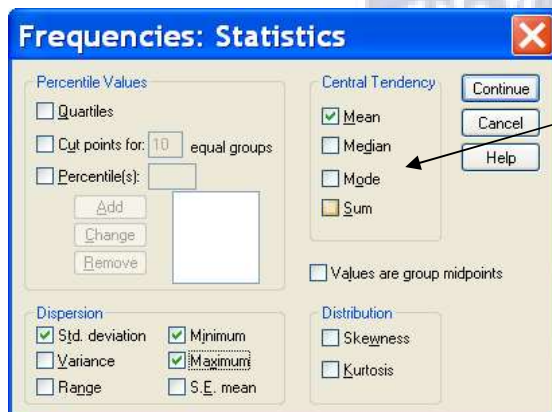 Frequencies: Statistics
Percentile Values
Quartiles
Cut points for: 10 equal groups
Percentile(s):
Add
Change
Remove
Central Tendency
Mean
Median
Mode
Sum
Continue
Cancel
Help
Values are group midpoints
Dispersion
Std. deviation Minimum
Variance Maximum
Range S.E. mean
Distribution
Skewness
Kurtosis